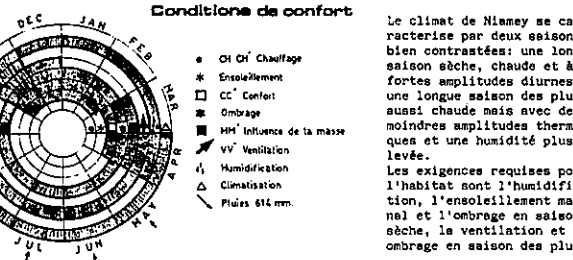 Conditions de confort
DEC
JAN
FEB
MAR
APR
MAY
JUN
JUL
CH CH' Chauffage
Ensoleillement
CC' Confort
Ombrage
HH' Influence de la masse
VV' Ventilation
Humidification
Climatisation
Pluies 614 mm.
Le climat de Niamey se ca
racterise par deux saison
bien contrastées: une lon
saison sèche, chaude et à
fortes amplitudes diurnes
une longue saison des plu
aussi chaude mais avec de
moindres amplitudes therm
ques et une humidité plus
levée.
Les exigences requises po
l'habitat sont l'humidifi
tion, l'ensoleillement ma
nal et l'ombrage en saiso
sèche, la ventilation et
ombrage en saison des plu